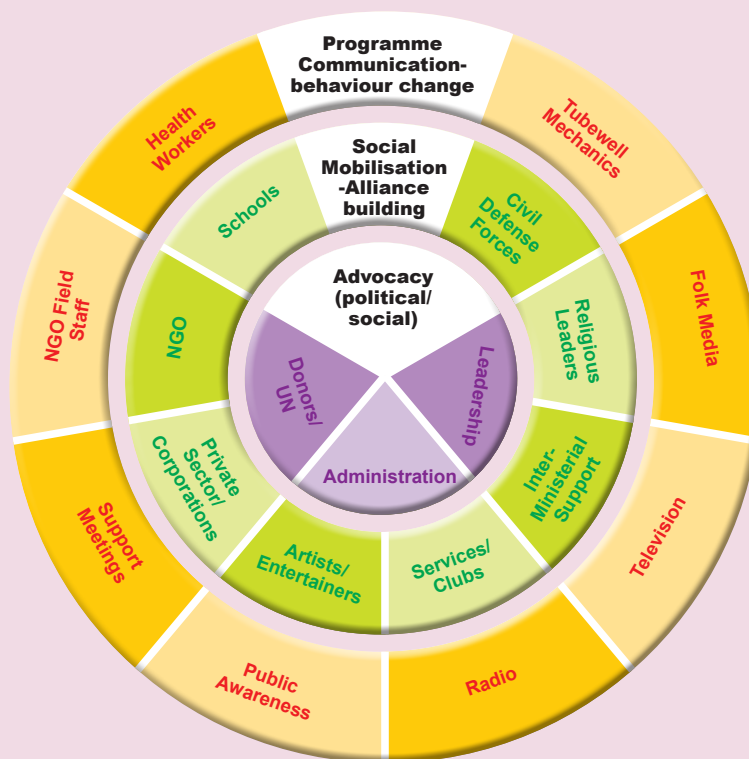 Programme
Communication-
behaviour change
Tubewell
Mechanics
Folk Media
Television
Radio
Public
Awareness
Support
Meetings
NGO Field
Staff
Health
Workers
Social
Mobilisation
-Alliance
building
Civil
Defense
Forces
Religious
Leaders
Inter-
Ministerial
Support
Services/
Clubs
Artists/
Entertainers
Private
Sector/
Corporations
NGO
Schools
Advocacy
(political/
social)
Leadership
Administration
Donors/
UN